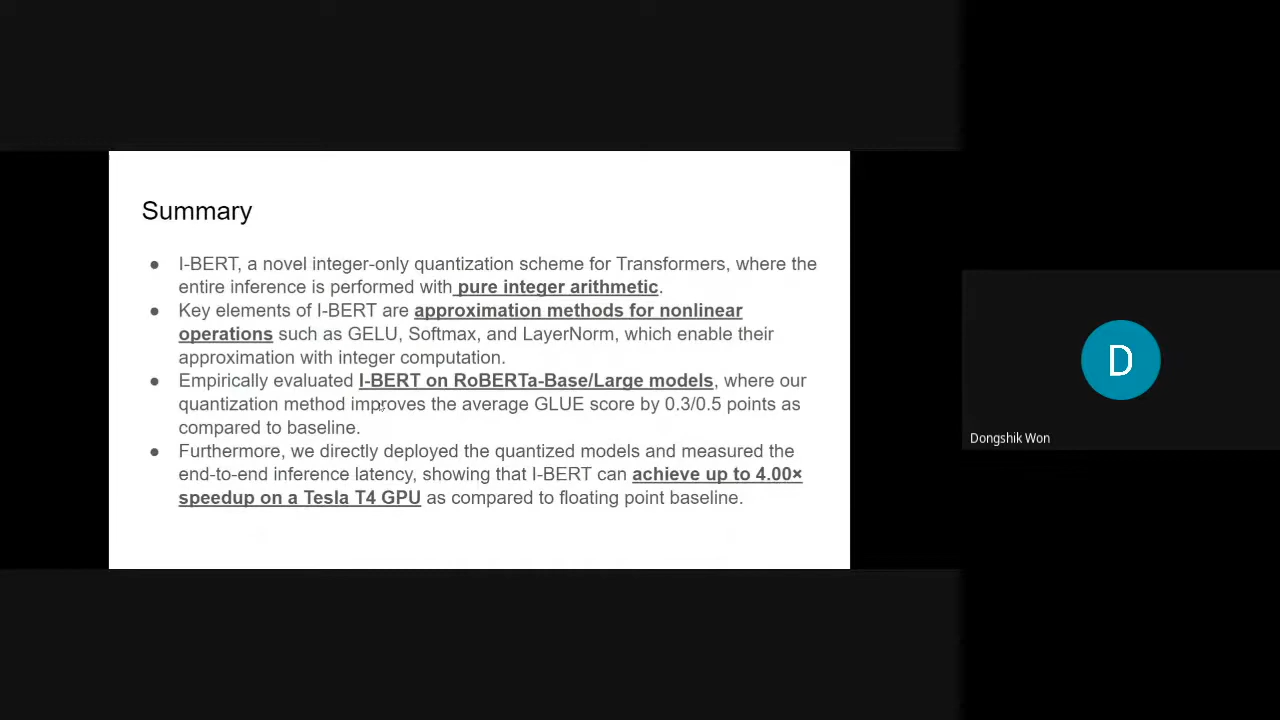 Summary
● I-BERT, a novel integer-only quantization scheme for Transformers, where the
entire inference is performed with pure integer arithmetic.
● Key elements of I-BERT are approximation methods for nonlinear
operations such as GELU, Softmax, and LayerNorm, which enable their
approximation with integer computation.
● Empirically evaluated I-BERT on RoBERTa-Base/Large models, where our
quantization method improves the average GLUE score by 0.3/0.5 points as
compared to baseline.
● Furthermore, we directly deployed the quantized models and measured the
end-to-end inference latency, showing that I-BERT can achieve up to 4.00×
speedup on a Tesla T4 GPU as compared to floating point baseline.
D
Dongshik Won